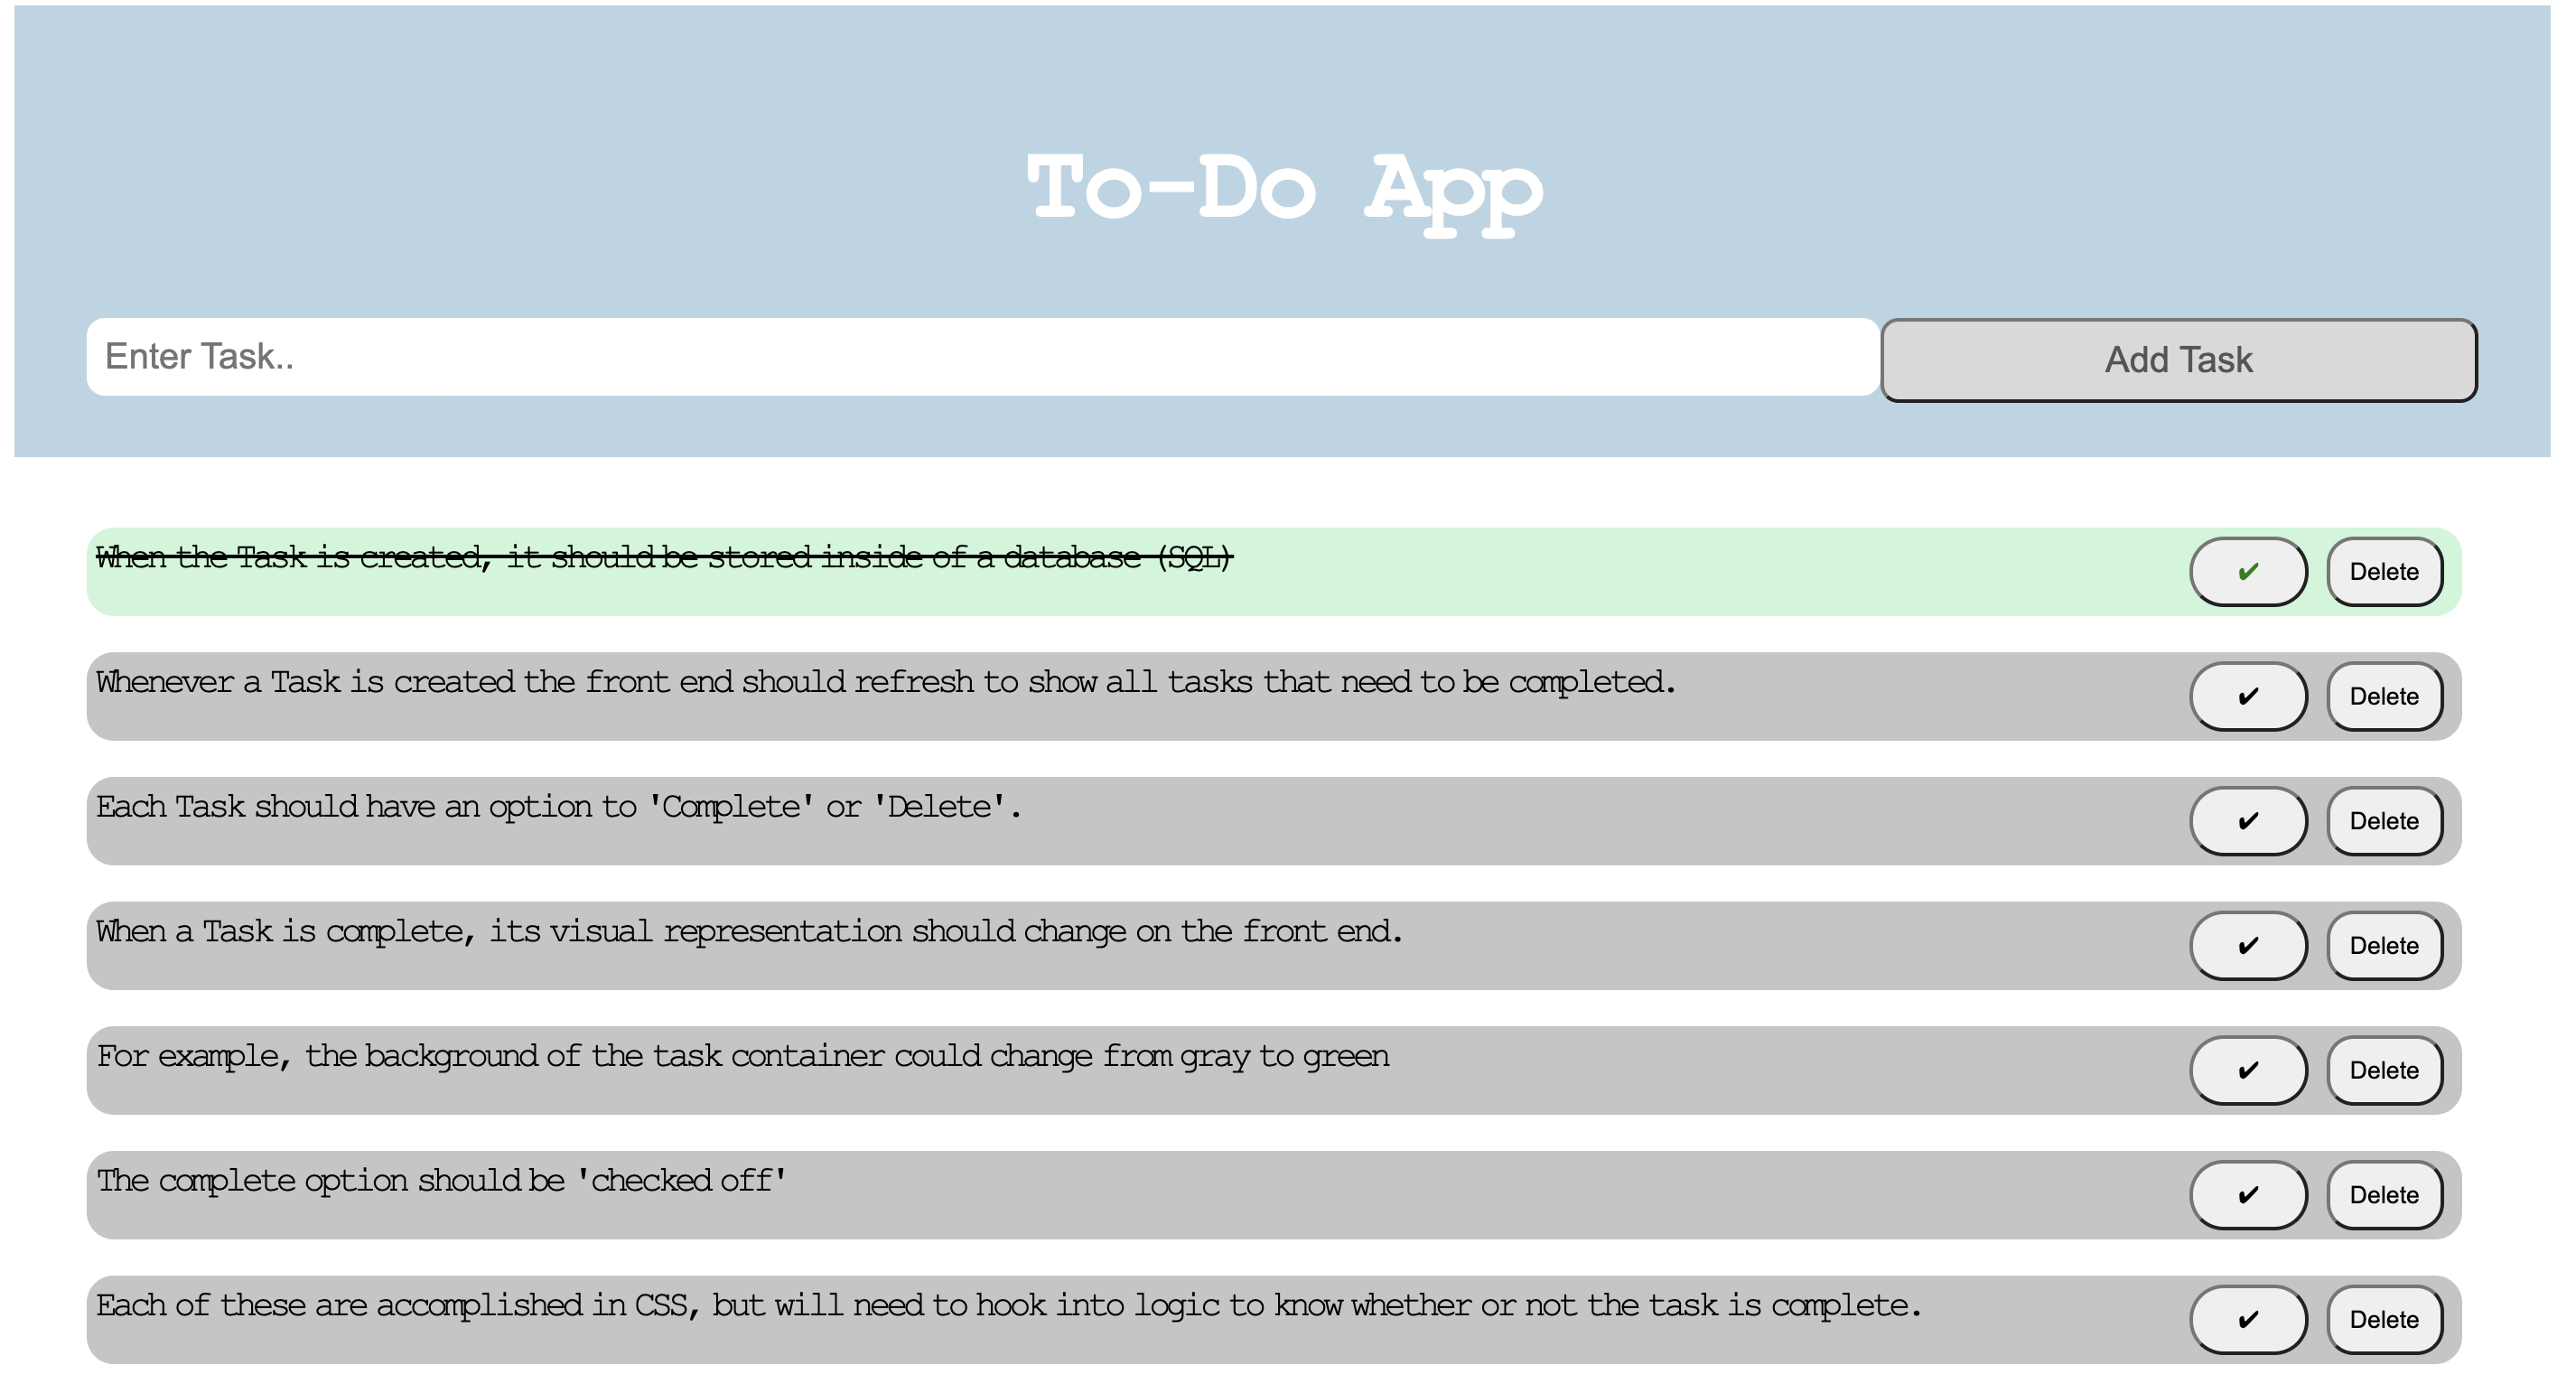 To-Do App
Enter Task..
Add Task
When the Task is created, it should be stored inside of a database (SQL)
✔
Delete
Whenever a Task is created the front end should refresh to show all tasks that need to be completed.
✔
Delete
Each Task should have an option to 'Complete' or 'Delete'.
✔
Delete
When a Task is complete, its visual representation should change on the front end.
✔
Delete
For example, the background of the task container could change from gray to green
✔
Delete
The complete option should be 'checked off'
✔
Delete
Each of these are accomplished in CSS, but will need to hook into logic to know whether or not the task is complete.
✔
Delete